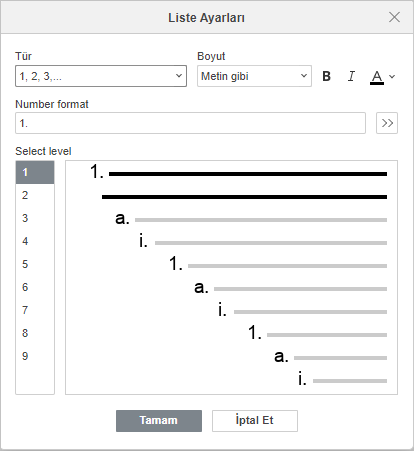 Liste Ayarları
Tür Boyut
1, 2, 3,... Metin gibi B I A
Number format
1.
Select level
1
2
3
4
5
6
7
8
9
1.
a.
i.
1.
a.
i.
1.
a.
i.
Tamam İptal Et